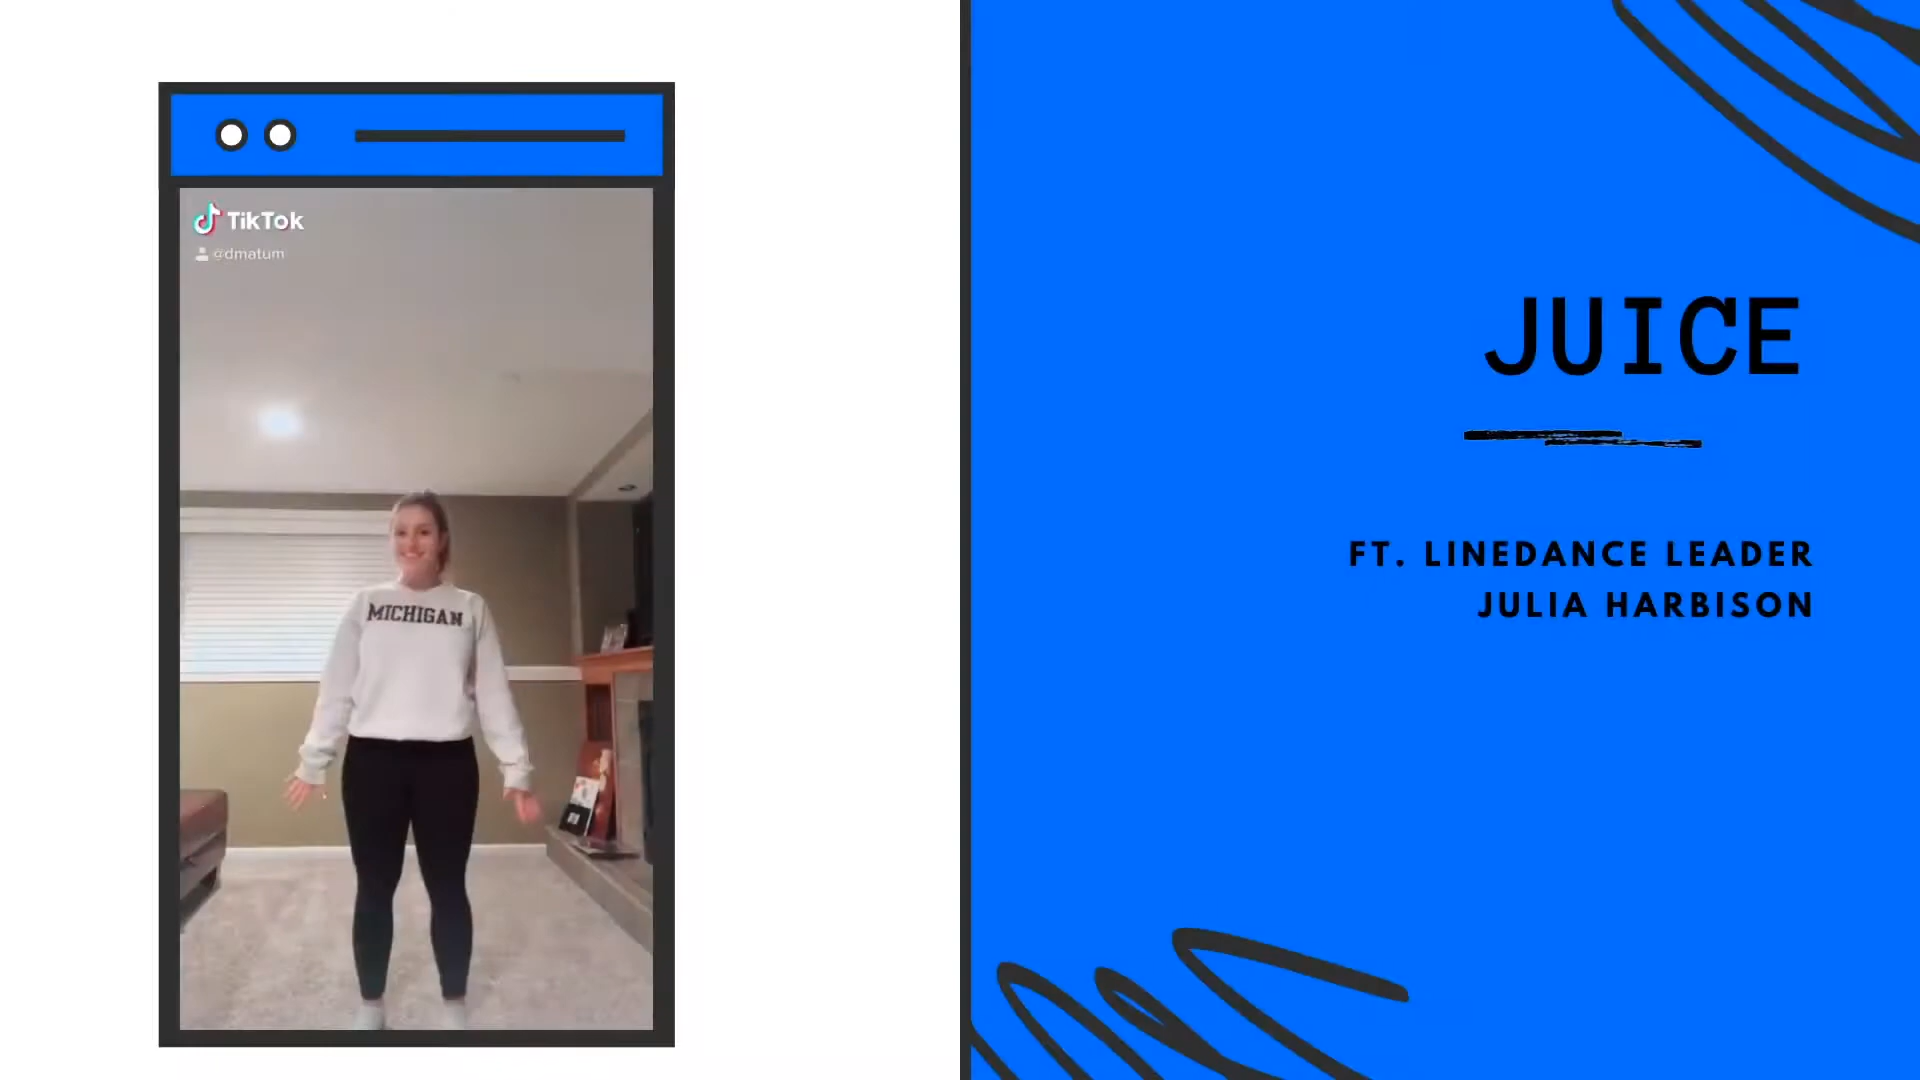 TikTok
@dmatum
MICHIGAN
JUICE
FT. LINEDANCE LEADER
JULIA HARBISON